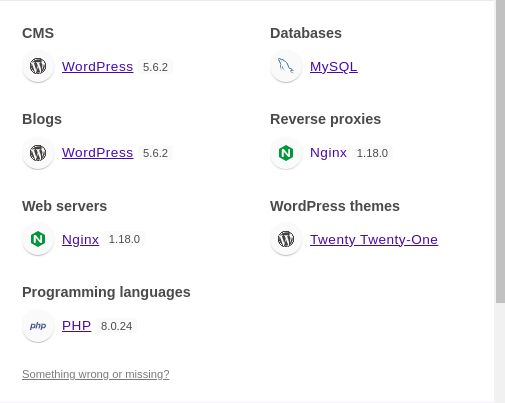 CMS
WordPress 5.6.2
Blogs
WordPress 5.6.2
Web servers
Nginx 1.18.0
Programming languages
php PHP 8.0.24
Something wrong or missing?
Databases
MySQL
Reverse proxies
Nginx 1.18.0
WordPress themes
Twenty Twenty-One